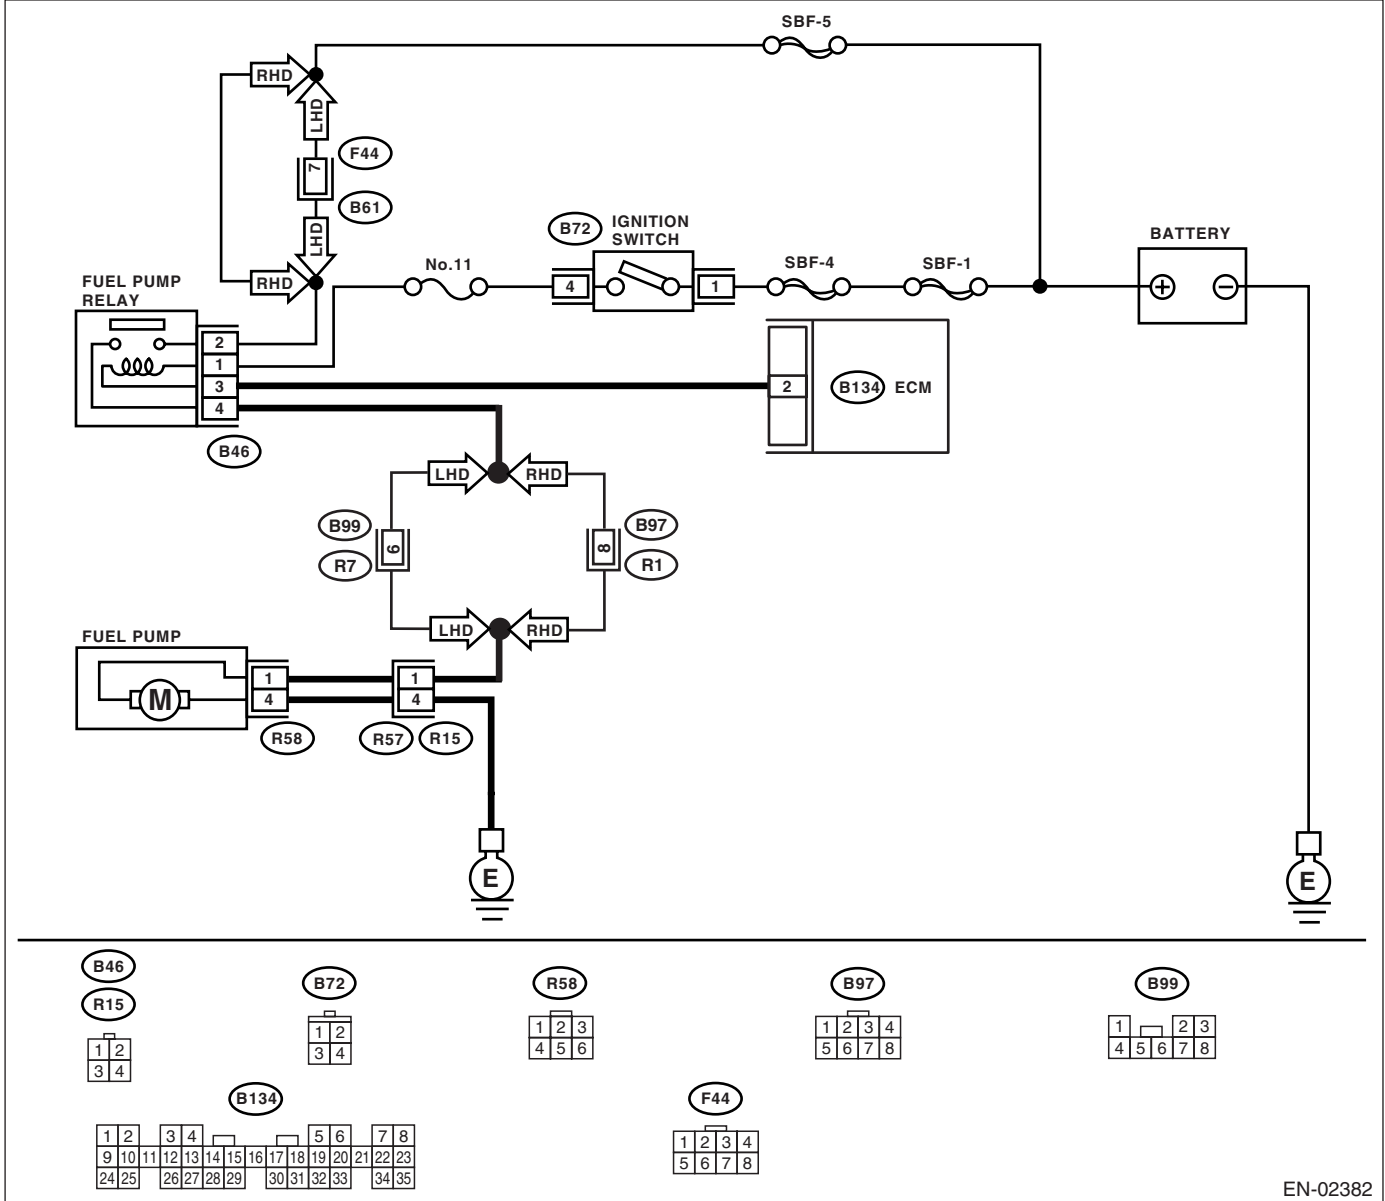 SBF-5
RHD
LHD
7
F44
B61
LHD
RHD
No.11
B72
IGNITION
SWITCH
4
1
SBF-4
SBF-1
BATTERY
+
−
FUEL PUMP
RELAY
2
1
3
4
B46
2
B134
ECM
LHD
RHD
B99
R7
6
8
B97
R1
LHD
RHD
FUEL PUMP
M
1
4
R58
1
4
R57
R15
E
E
B46
R15
1 2
3 4
B72
1 2
3 4
R58
1 2 3
4 5 6
B97
1 2 3 4
5 6 7 8
B99
1 2 3
4 5 6 7 8
B134
1 2 3 4 5 6 7 8
9 10 11 12 13 14 15 16 17 18 19 20 21 22 23
24 25 26 27 28 29 30 31 32 33 34 35
F44
1 2 3 4
5 6 7 8
EN-02382